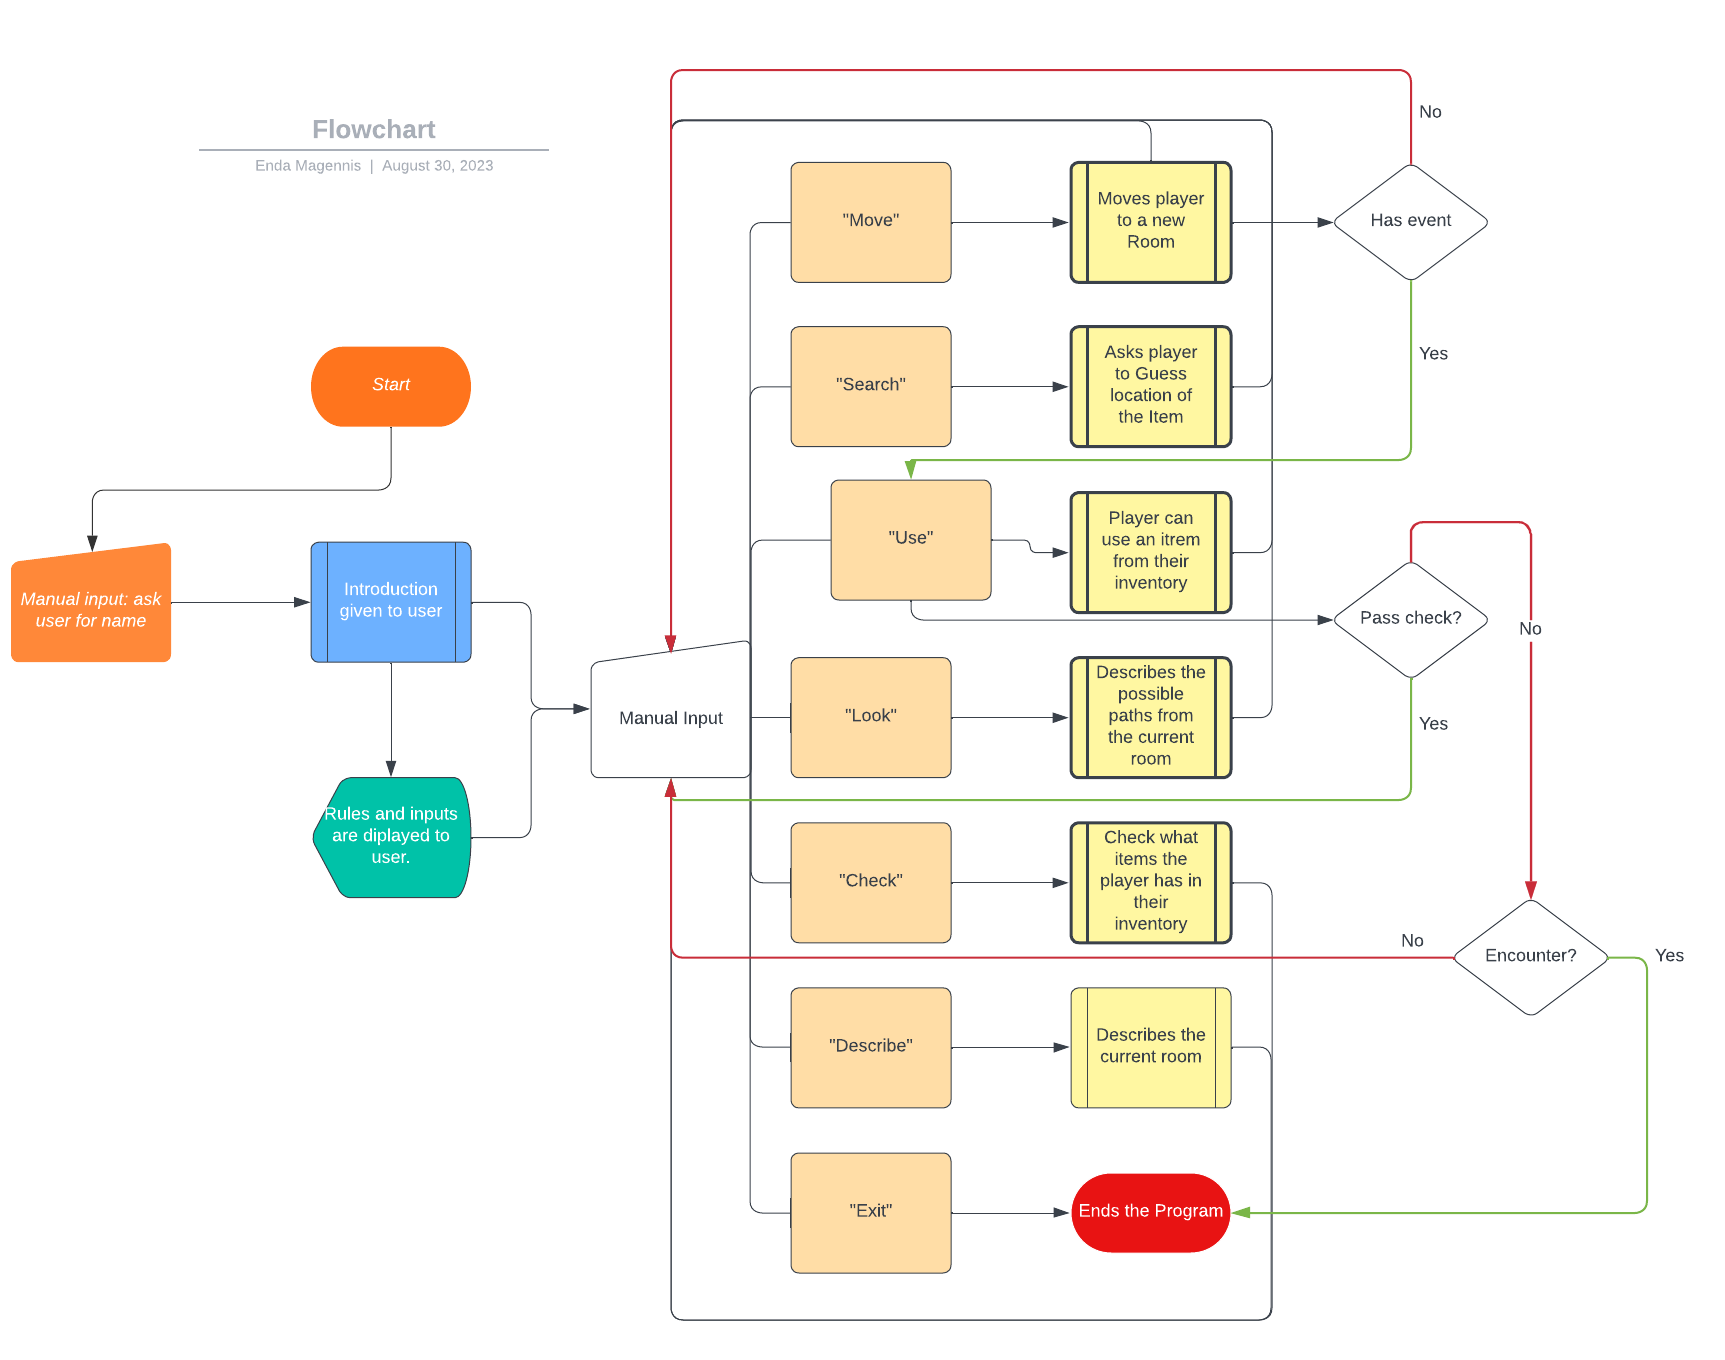 Flowchart
Enda Magennis | August 30, 2023
Start
Manual input: ask
user for name
Introduction
given to user
Rules and inputs
are diplayed to
user.
Manual Input
"Move"
Moves player
to a new
Room
Has event
No
Yes
"Search"
Asks player
to Guess
location of
the Item
"Use"
Player can
use an itrem
from their
inventory
Pass check?
No
Yes
"Look"
Describes the
possible
paths from
the current
room
"Check"
Check what
items the
player has in
their
inventory
No
Encounter?
Yes
"Describe"
Describes the
current room
"Exit"
Ends the Program